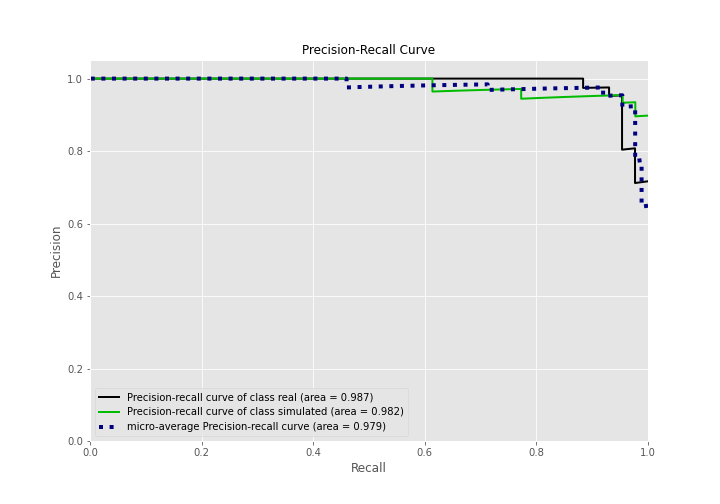 Precision-Recall Curve
1.0
0.8
0.6
0.4
0.2
0.0
Precision
Precision-recall curve of class real (area = 0.987)
Precision-recall curve of class simulated (area = 0.982)
micro-average Precision-recall curve (area = 0.979)
0.0 0.2 0.4 0.6 0.8 1.0
Recall